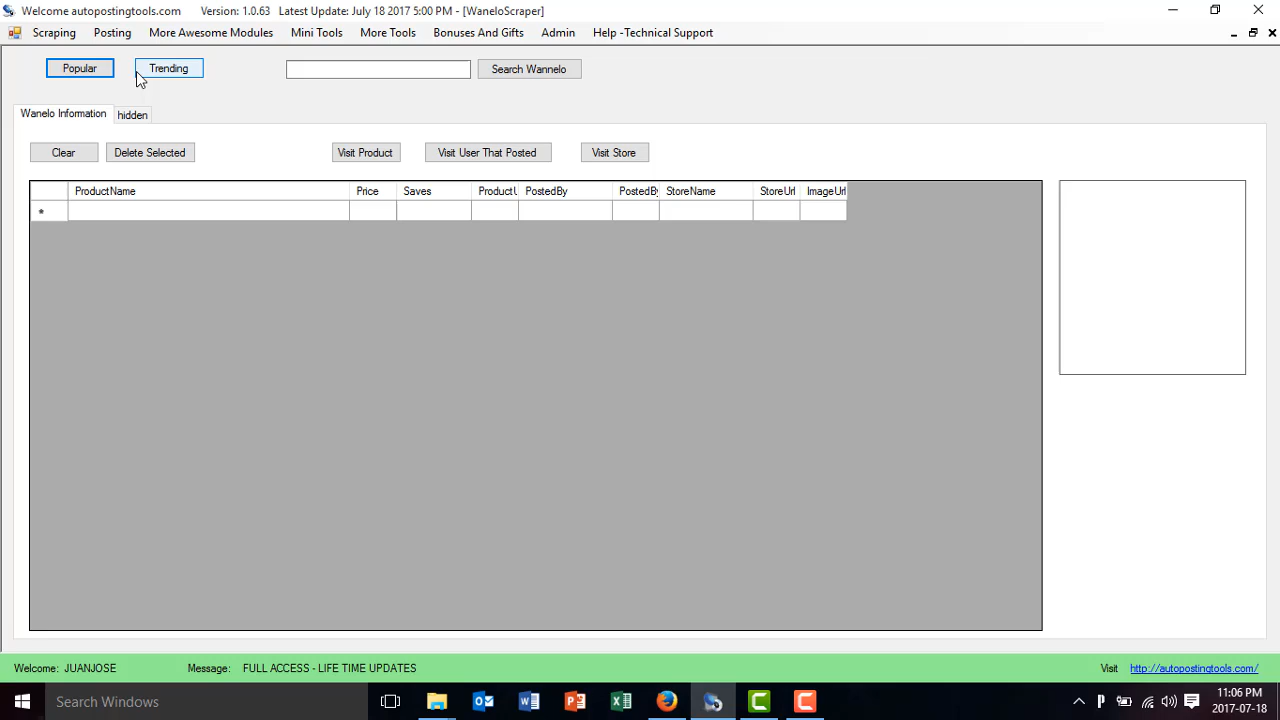 Welcome autopostingtools.com Version: 1.0.63 Latest Update: July 18 2017 5:00 PM - [WaneloScraper]
Scraping Posting More Awesome Modules Mini Tools More Tools Bonuses And Gifts Admin Help -Technical Support
Popular Trending Search Wannelo
Wanelo Information hidden
Clear Delete Selected Visit Product Visit User That Posted Visit Store
ProductName Price Saves ProductU PostedBy PostedBy StoreName StoreUrl ImageUrl
*
Welcome: JUANJOSE Message: FULL ACCESS - LIFE TIME UPDATES Visit http://autopostingtools.com/
Search Windows
11:06 PM
2017-07-18